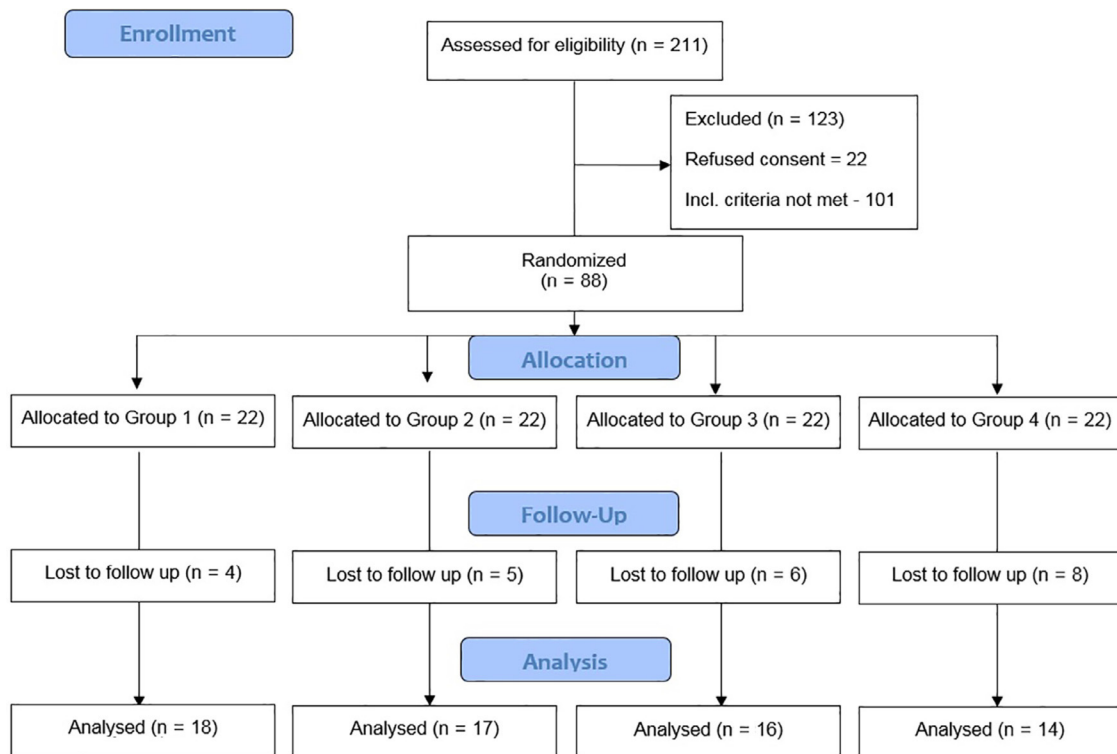 Enrollment
Assessed for eligibility (n = 211)
Excluded (n = 123)
Refused consent = 22
Incl. criteria not met - 101
Randomized
(n = 88)
Allocation
Allocated to Group 1 (n = 22)
Allocated to Group 2 (n = 22)
Allocated to Group 3 (n = 22)
Allocated to Group 4 (n = 22)
Follow-Up
Lost to follow up (n = 4)
Lost to follow up (n = 5)
Lost to follow up (n = 6)
Lost to follow up (n = 8)
Analysis
Analysed (n = 18)
Analysed (n = 17)
Analysed (n = 16)
Analysed (n = 14)